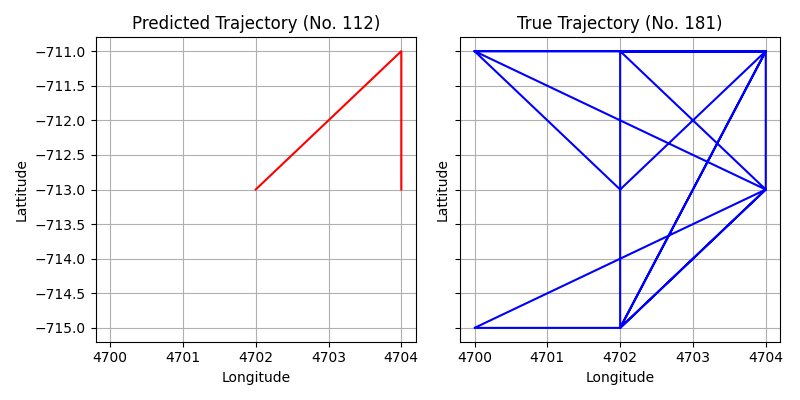 Predicted Trajectory (No. 112)
True Trajectory (No. 181)
−711.0
−711.5
−712.0
−712.5
−713.0
−713.5
−714.0
−714.5
−715.0
Lattitude
Lattitude
4700 4701 4702 4703 4704
4700 4701 4702 4703 4704
Longitude
Longitude